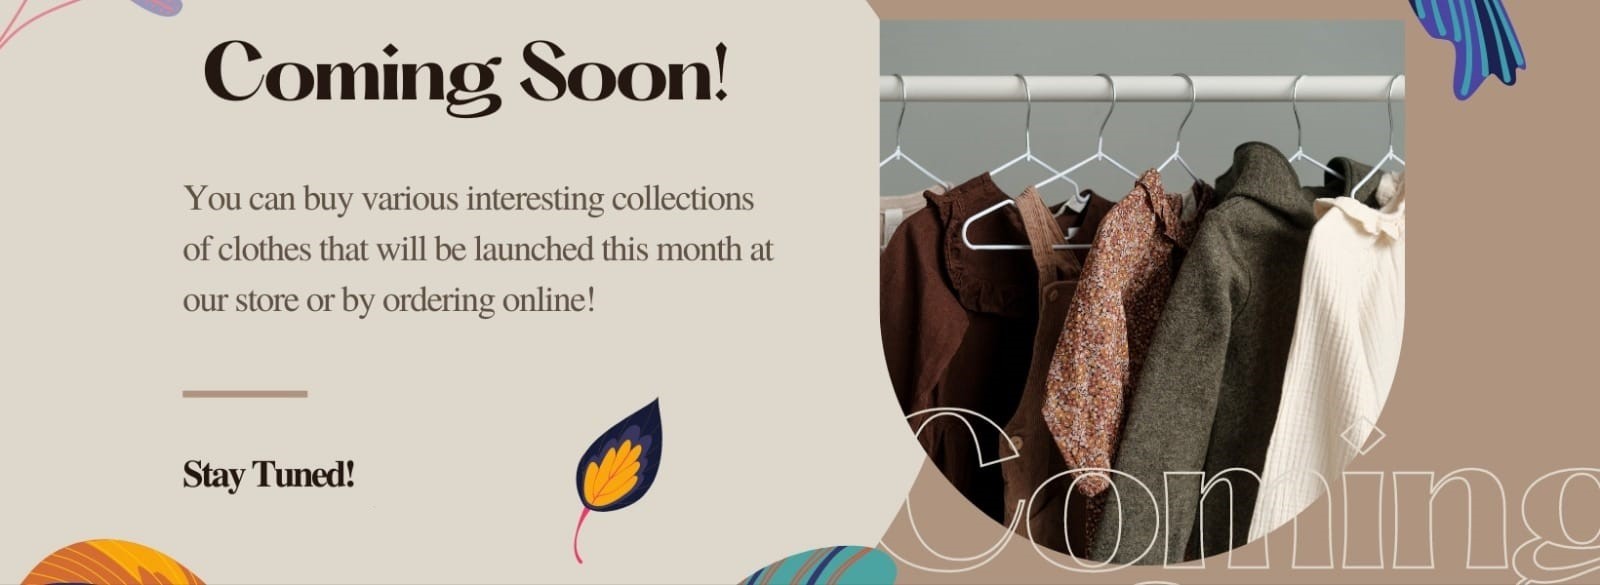 Coming Soon!
You can buy various interesting collections
of clothes that will be launched this month at
our store or by ordering online!
Stay Tuned!
Coming